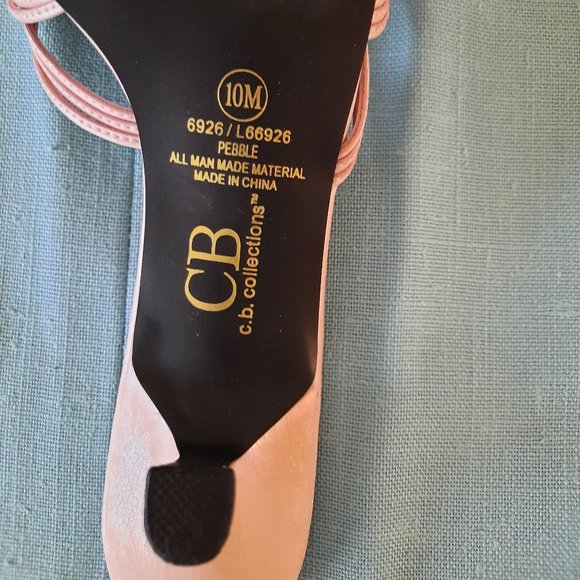 10M
6926 / L66926
PEBBLE
ALL MAN MADE MATERIAL
MADE IN CHINA
CB
c.b. collections™